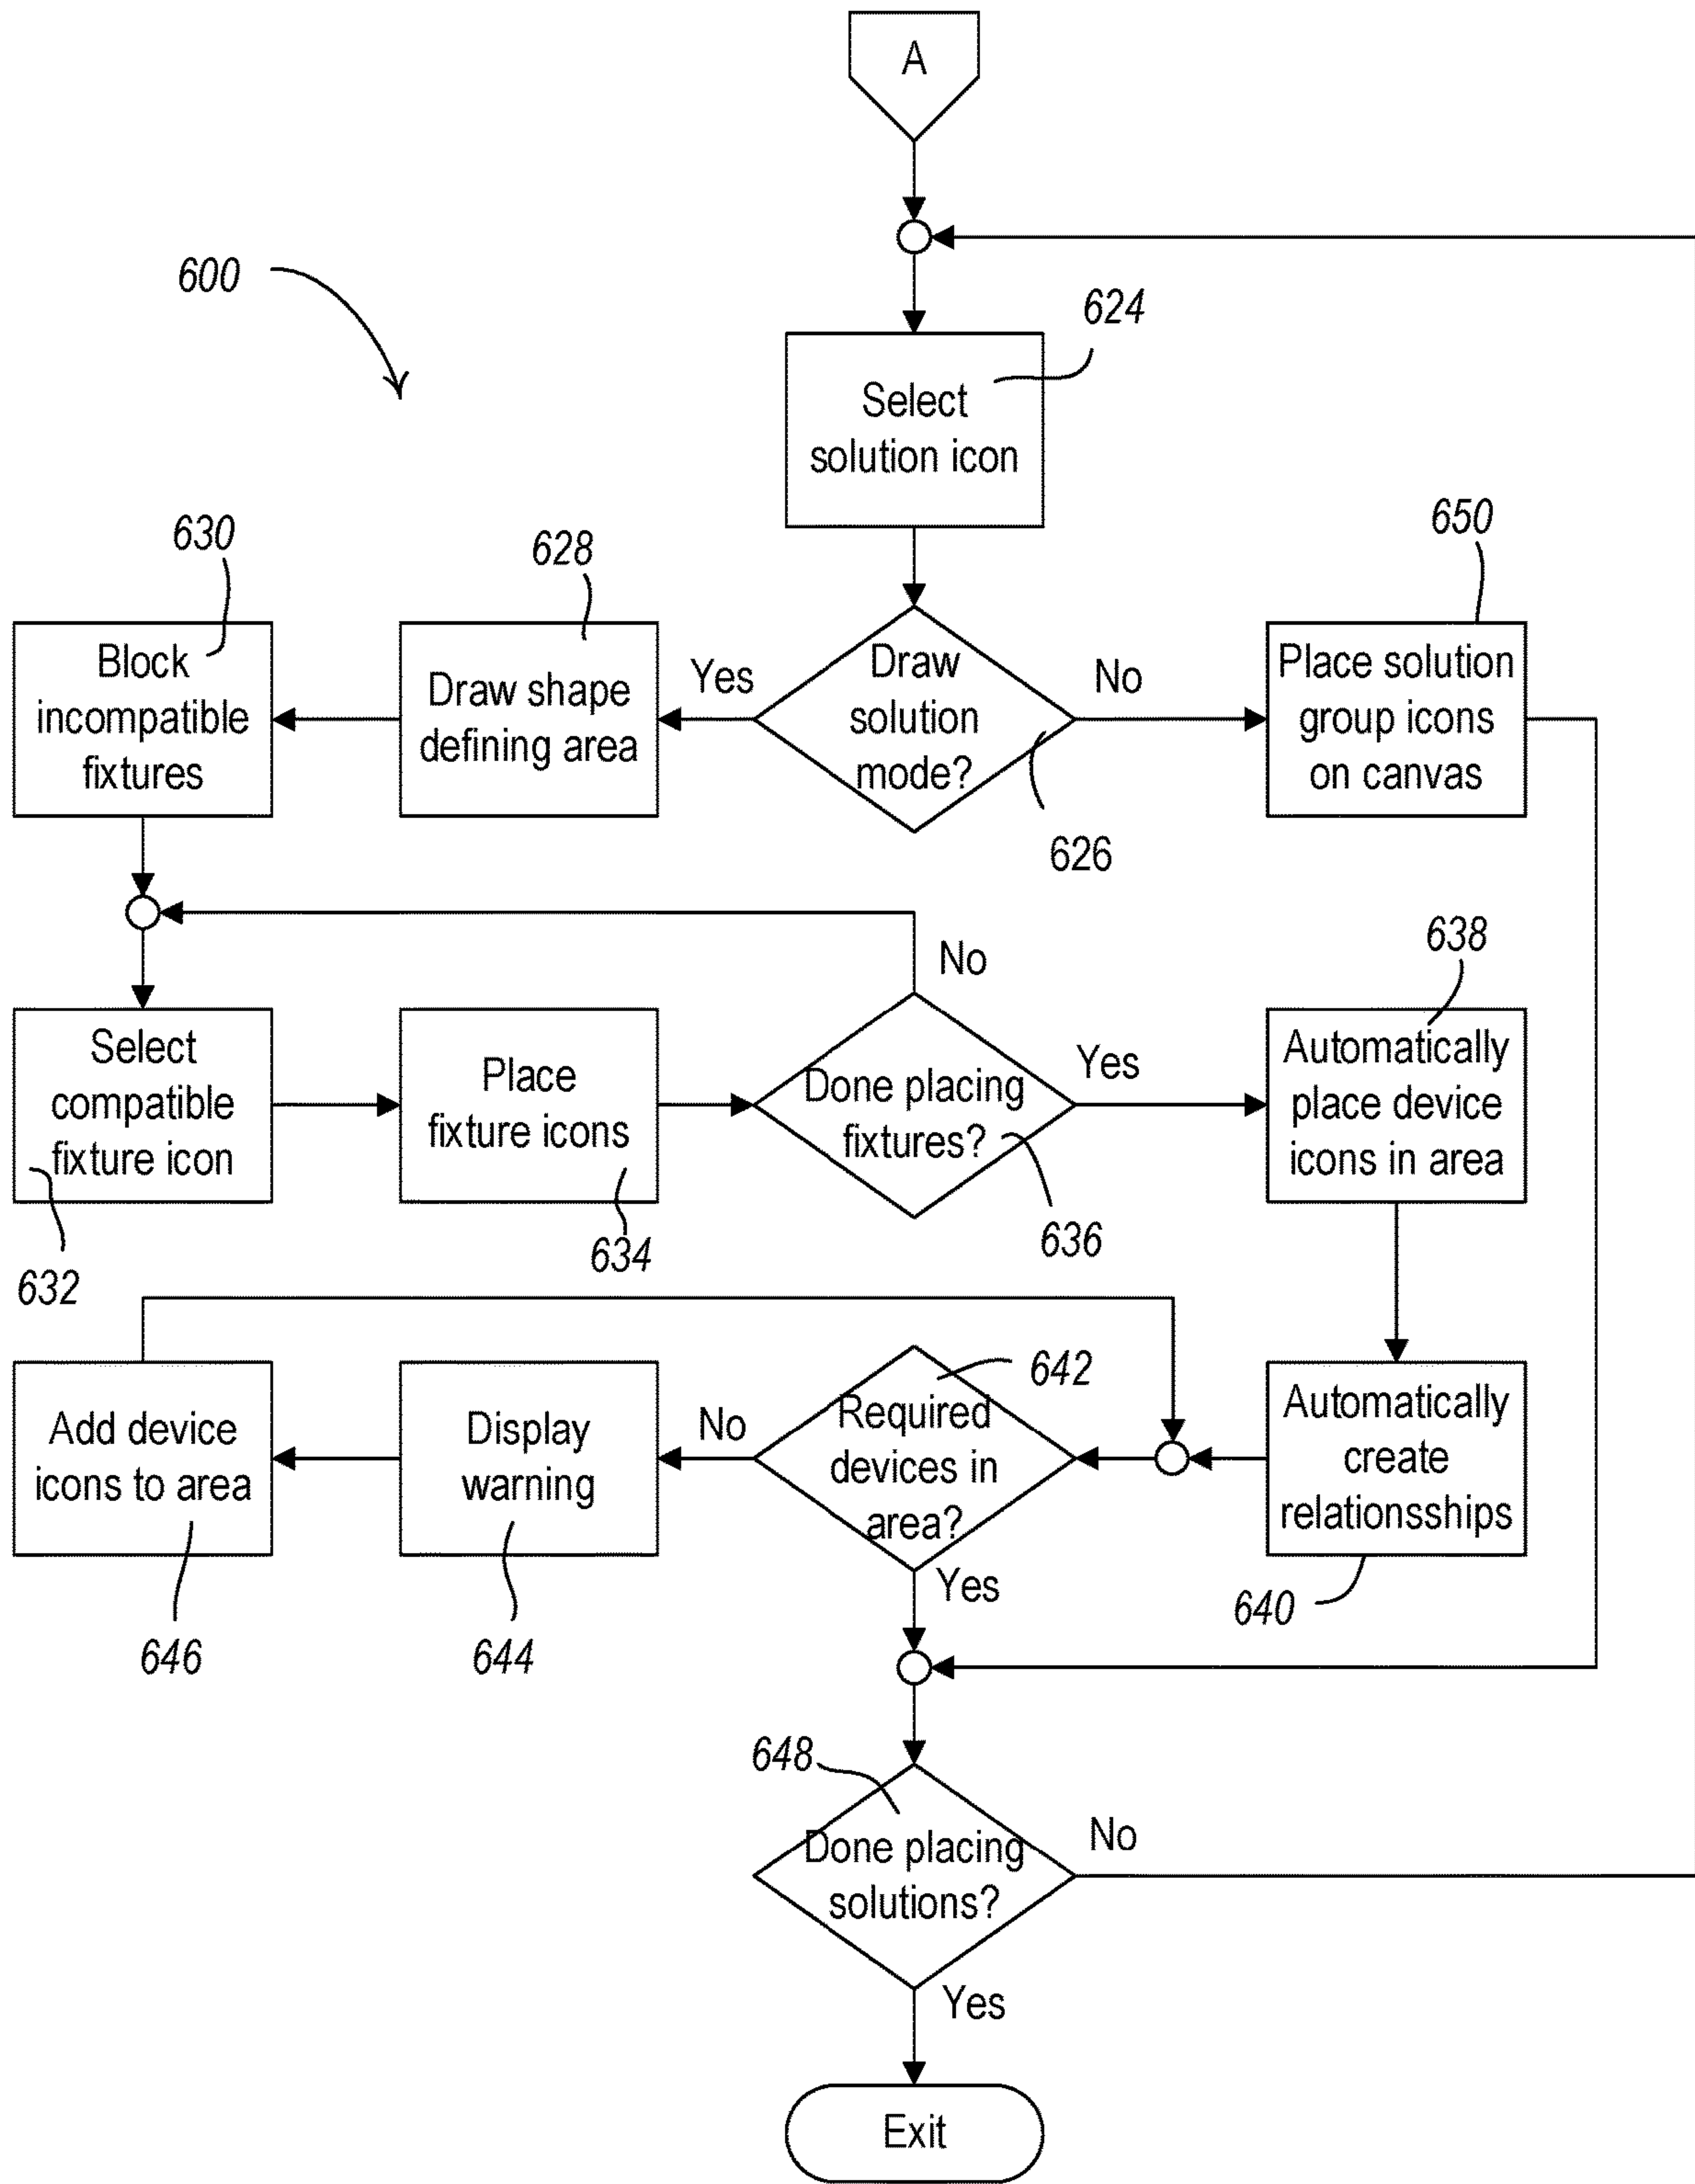 A
600
624
Select
solution icon
630
628
650
Block
incompatible
fixtures
Draw shape
defining area
Yes
Draw
solution
mode?
No
Place solution
group icons
on canvas
626
No
638
Select
compatible
fixture icon
Place
fixture icons
Done placing
fixtures?
Yes
Automatically
place device
icons in area
632
634
636
642
Add device
icons to area
Display
warning
No
Required
devices in
area?
Automatically
create
relationsships
Yes
640
646
644
648
Done placing
solutions?
No
Yes
Exit